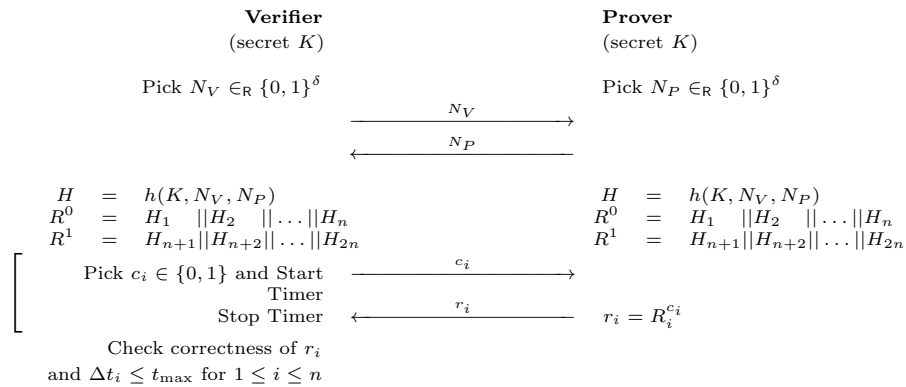 Verifier Prover
(secret K) (secret K)
Pick N_V ∈_R {0, 1}^δ Pick N_P ∈_R {0, 1}^δ
N_V
N_P
H = h(K, N_V, N_P) H = h(K, N_V, N_P)
R^0 = H_1 ||H_2 || . . . ||H_n R^0 = H_1 ||H_2 || . . . ||H_n
R^1 = H_{n+1}||H_{n+2}|| . . . ||H_{2n} R^1 = H_{n+1}||H_{n+2}|| . . . ||H_{2n}
Pick c_i ∈ {0, 1} and Start c_i
Timer
Stop Timer r_i r_i = R_i^{c_i}
Check correctness of r_i
and Δt_i ≤ t_max for 1 ≤ i ≤ n